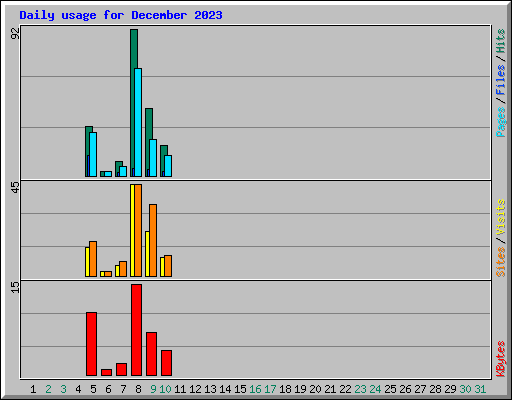 Daily usage for December 2023
92
45
15
Pages / Files / Hits
Sites / Visits
KBytes
1 2 3 4 5 6 7 8 9 10 11 12 13 14 15 16 17 18 19 20 21 22 23 24 25 26 27 28 29 30 31